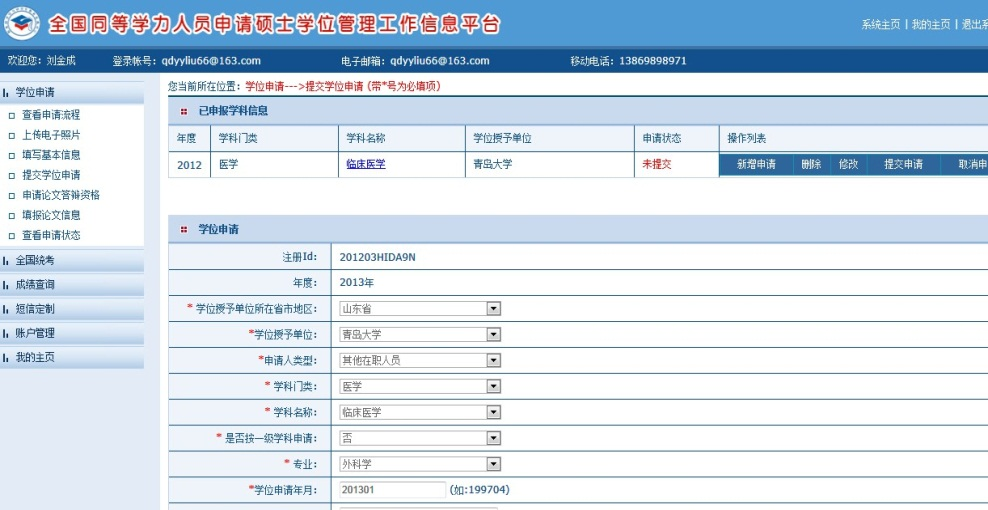 全国同等学力人员申请硕士学位管理工作信息平台
系统主页 | 我的主页 | 退出系
欢迎您: 刘金成 登录帐号: qdyyliu66@163.com 电子邮箱: qdyyliu66@163.com 移动电话: 13869898971
学位申请
查看申请流程
上传电子照片
填写基本信息
提交学位申请
申请论文答辩资格
填报论文信息
查看申请状态
全国统考
成绩查询
短信定制
账户管理
我的主页
您当前所在位置: 学位申请--->提交学位申请 (带*号为必填项)
已申报学科信息
年度 学科门类 学科名称 学位授予单位 申请状态 操作列表
2012 医学 临床医学 青岛大学 未提交 新增申请 删除 修改 提交申请 取消申
学位申请
注册Id: 201203HIDA9N
年度: 2013年
* 学位授予单位所在省市地区: 山东省
*学位授予单位: 青岛大学
*申请人类型: 其他在职人员
* 学科门类: 医学
* 学科名称: 临床医学
* 是否按一级学科申请: 否
* 专业: 外科学
*学位申请年月: 201301 (如:199704)